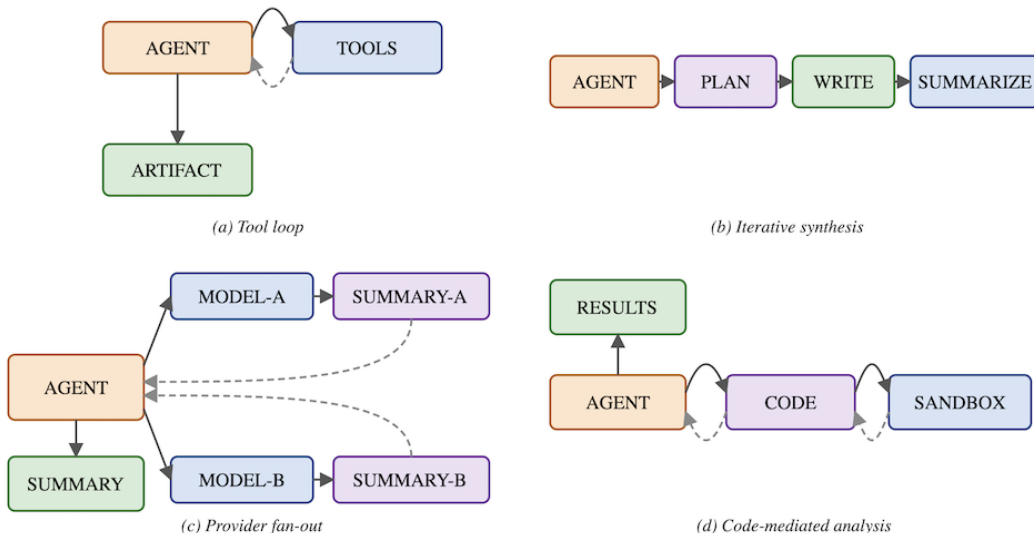 AGENT
TOOLS
ARTIFACT
(a) Tool loop
AGENT
PLAN
WRITE
SUMMARIZE
(b) Iterative synthesis
MODEL-A
SUMMARY-A
AGENT
SUMMARY
MODEL-B
SUMMARY-B
(c) Provider fan-out
RESULTS
AGENT
CODE
SANDBOX
(d) Code-mediated analysis